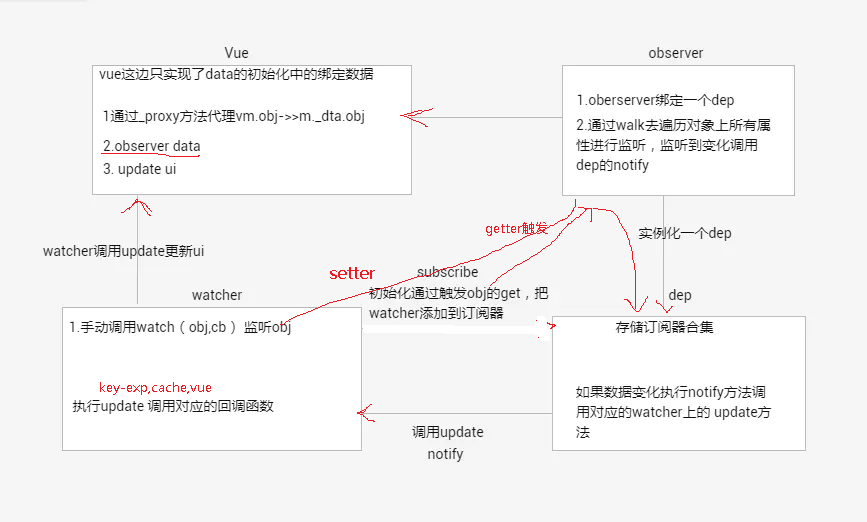 Vue
vue这边只实现了data的初始化中的绑定数据
1通过_proxy方法代理vm.obj->>m._dta.obj
2.observer data
3. update ui
observer
1.oberserver绑定一个dep
2.通过walk去遍历对象上所有属
性进行监听，监听到变化调用
dep的notify
getter触发
实例化一个dep
watcher调用update更新ui
setter
subscribe
初始化通过触发obj的get，把
watcher添加到订阅器
watcher
1.手动调用watch（obj,cb） 监听obj
key-exp,cache,vue
执行update 调用对应的回调函数
dep
存储订阅器合集
如果数据变化执行notify方法调
用对应的watcher上的 update方
法
调用update
notify